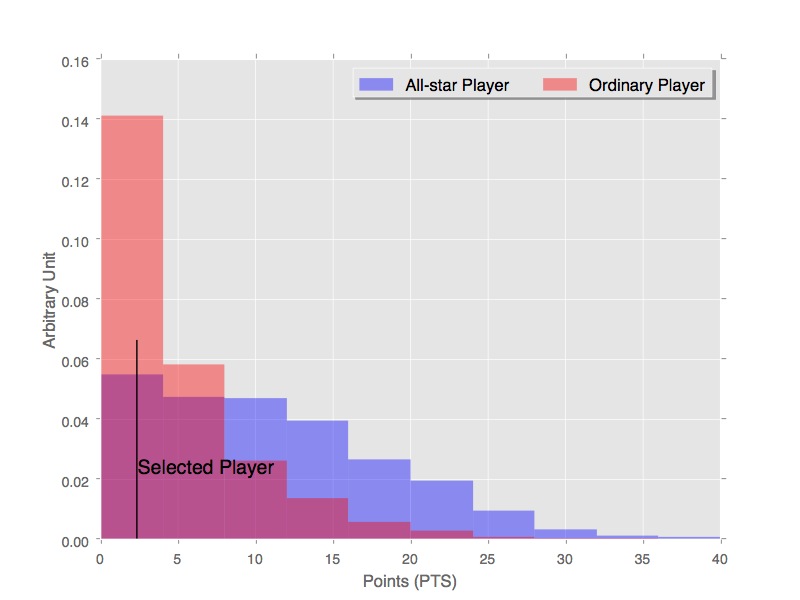 All-star Player
Ordinary Player
Arbitrary Unit
0.16
0.14
0.12
0.10
0.08
0.06
0.04
0.02
0.00
Selected Player
0 5 10 15 20 25 30 35 40
Points (PTS)